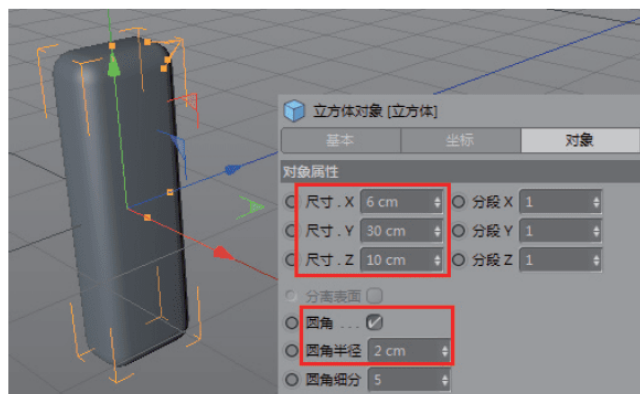 立方体对象 [立方体]
基本 坐标 对象
对象属性
尺寸 . X 6 cm 分段 X 1
尺寸 . Y 30 cm 分段 Y 1
尺寸 . Z 10 cm 分段 Z 1
分离表面
圆角 . . .
圆角半径 2 cm
圆角细分 5